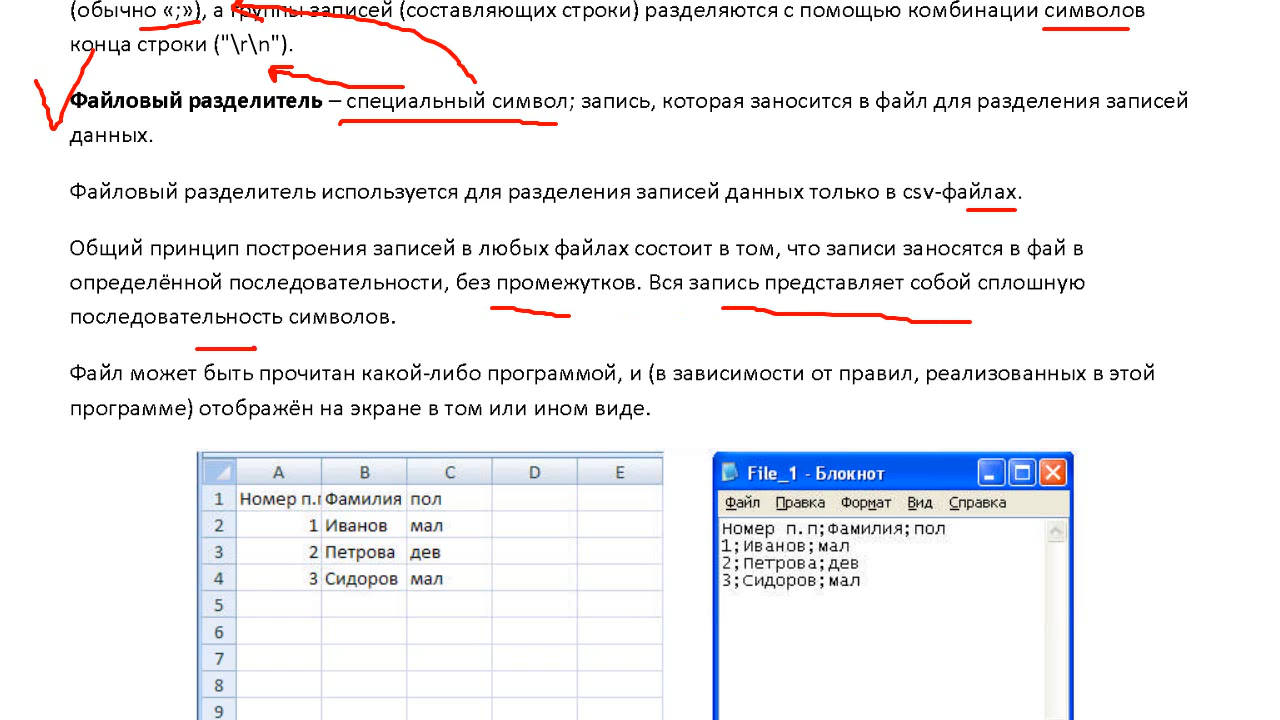 (обычно «;»), а группы записей (составляющих строки) разделяются с помощью комбинации символов
конца строки ("\r\n").
Файловый разделитель – специальный символ; запись, которая заносится в файл для разделения записей
данных.
Файловый разделитель используется для разделения записей данных только в csv-файлах.
Общий принцип построения записей в любых файлах состоит в том, что записи заносятся в фай в
определённой последовательности, без промежутков. Вся запись представляет собой сплошную
последовательность символов.
Файл может быть прочитан какой-либо программой, и (в зависимости от правил, реализованных в этой
программе) отображён на экране в том или ином виде.
A B C D E
1 Номер п.г Фамилия пол
2 1 Иванов мал
3 2 Петрова дев
4 3 Сидоров мал
5
6
7
8
9
File_1 - Блокнот
Файл Правка Формат Вид Справка
Номер п.п;Фамилия;пол
1;Иванов;мал
2;Петрова;дев
3;Сидоров;мал